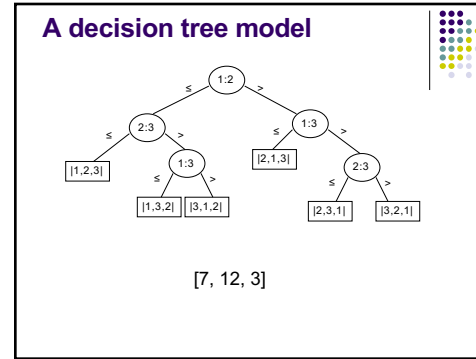 A decision tree model
1:2
≤ >
2:3 1:3
≤ > ≤ >
|1,2,3| 1:3 |2,1,3| 2:3
≤ > ≤ >
|1,3,2| |3,1,2| |2,3,1| |3,2,1|
[7, 12, 3]